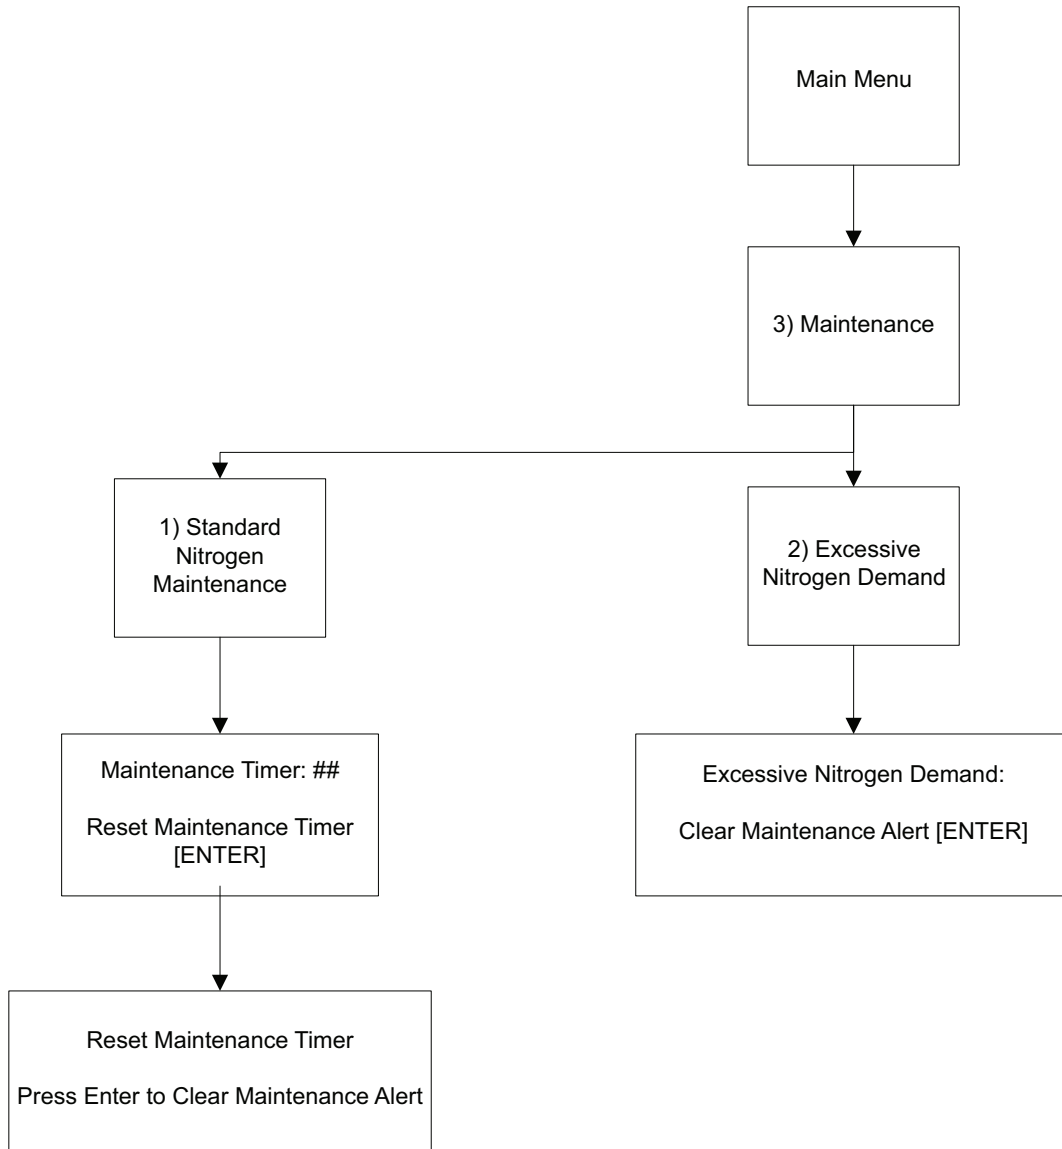 Main Menu
3) Maintenance
1) Standard
Nitrogen
Maintenance
2) Excessive
Nitrogen Demand
Maintenance Timer: ##
Reset Maintenance Timer
[ENTER]
Excessive Nitrogen Demand:
Clear Maintenance Alert [ENTER]
Reset Maintenance Timer
Press Enter to Clear Maintenance Alert